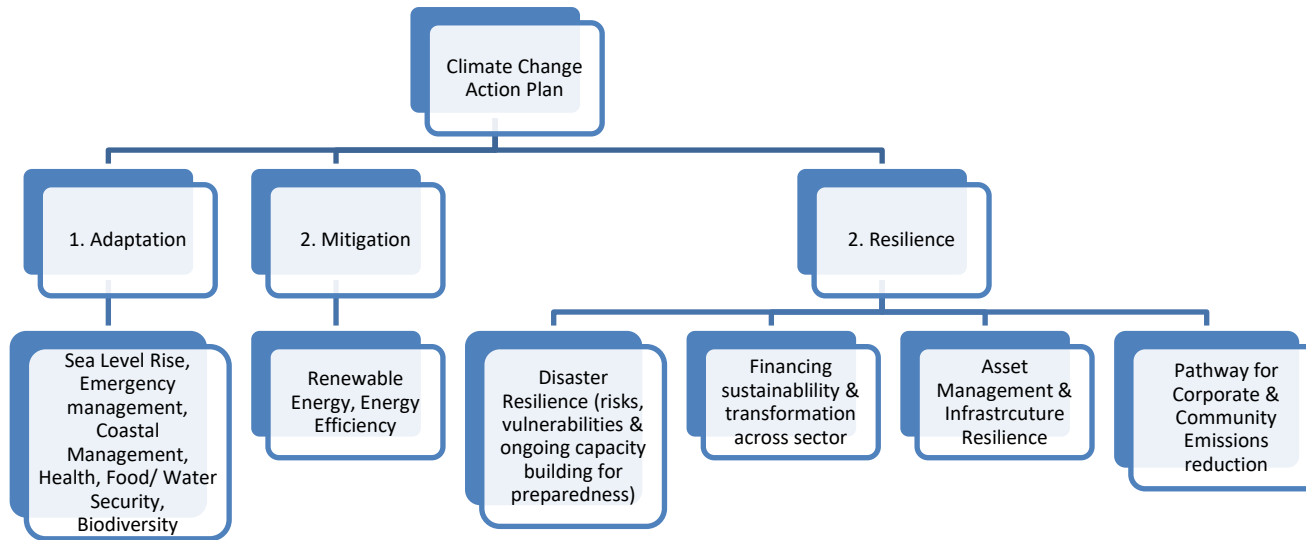 Climate Change
Action Plan
1. Adaptation
2. Mitigation
2. Resilience
Sea Level Rise,
Emergency
management,
Coastal
Management,
Health, Food/ Water
Security,
Biodiversity
Renewable
Energy, Energy
Efficiency
Disaster
Resilience (risks,
vulnerabilities &
ongoing capacity
building for
preparedness)
Financing
sustainablility &
transformation
across sector
Asset
Management &
Infrastrcuture
Resilience
Pathway for
Corporate &
Community
Emissions
reduction